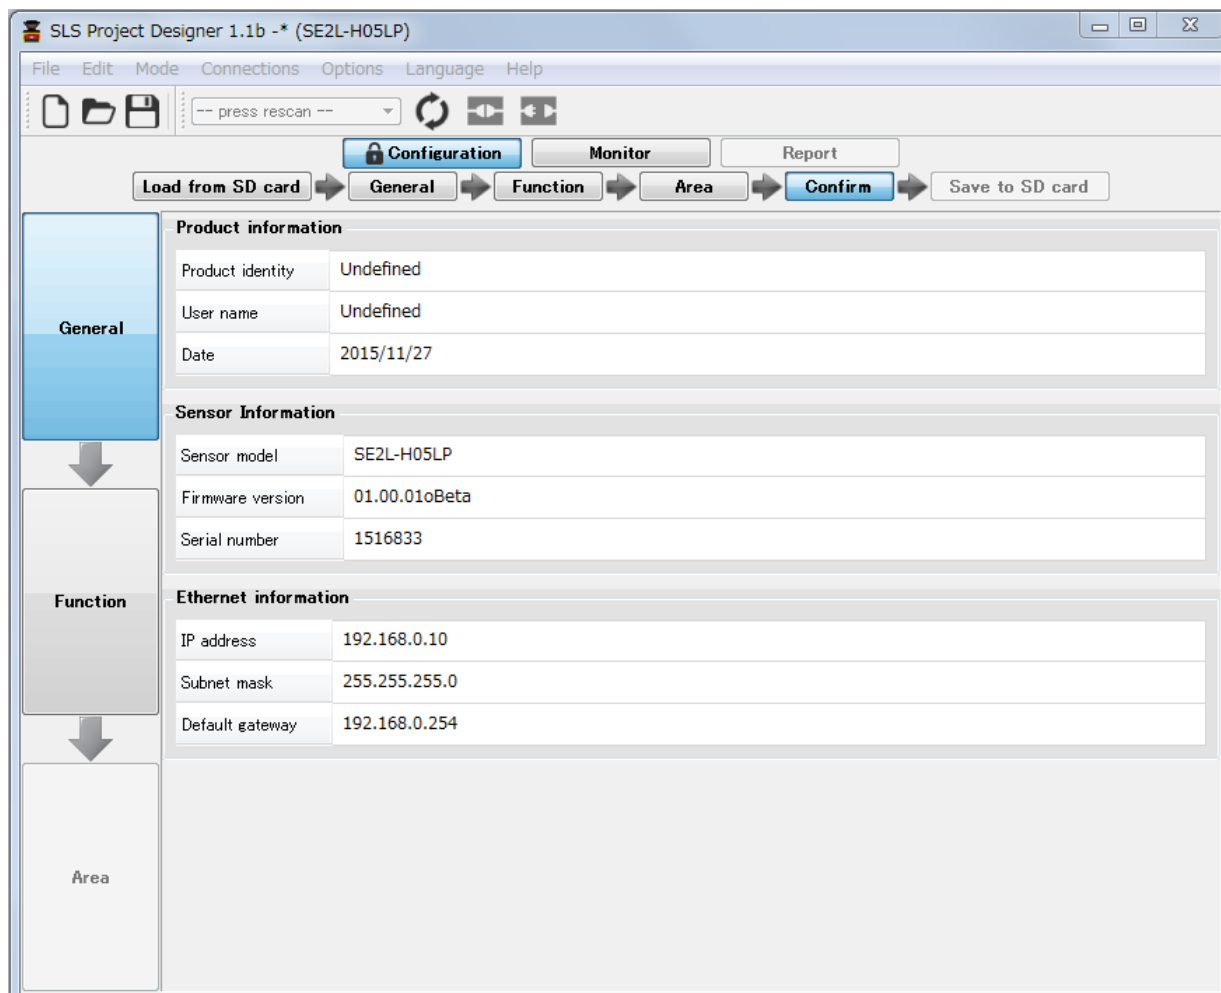 SLS Project Designer 1.1b -* (SE2L-H05LP)
File Edit Mode Connections Options Language Help
-- press rescan --
Configuration Monitor Report
Load from SD card General Function Area Confirm Save to SD card
General
Function
Area
Product information
Product identity Undefined
User name Undefined
Date 2015/11/27
Sensor Information
Sensor model SE2L-H05LP
Firmware version 01.00.01oBeta
Serial number 1516833
Ethernet information
IP address 192.168.0.10
Subnet mask 255.255.255.0
Default gateway 192.168.0.254